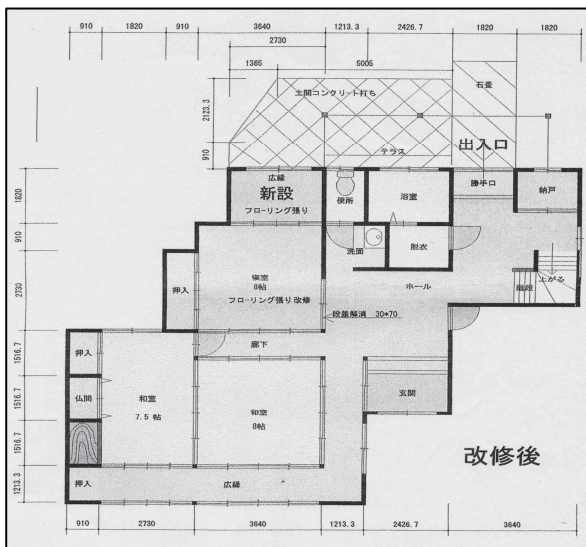 910 1820 910 3640 1213.3 2426.7 1820 1820
2730
1365 5005
土間コンクリート打ち
石畳
2123.3
910
テラス
出入口
広縁
新設
フローリング張り
便所
浴室
勝手口
納戸
1820
洗面
脱衣
910
寝室
8帖
フローリング張り改修
押入
ホール
階段
上がる
2730
段差解消 30*70
廊下
押入
1516.7
仏間
和室
7.5 帖
和室
8帖
玄関
1516.7
1516.7
改修後
押入
広縁
1213.3
910 2730 3640 1213.3 2426.7 3640